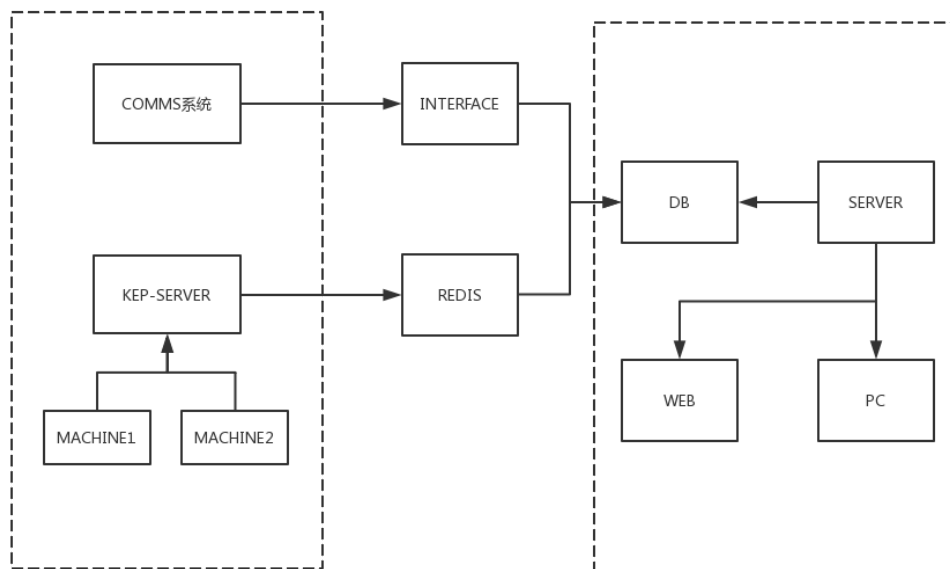 COMMS系统
INTERFACE
DB
SERVER
KEP-SERVER
REDIS
WEB
PC
MACHINE1
MACHINE2